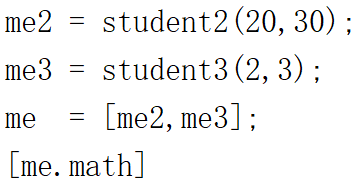 me2 = student2(20,30);
me3 = student3(2,3);
me  = [me2,me3];
[me.math]